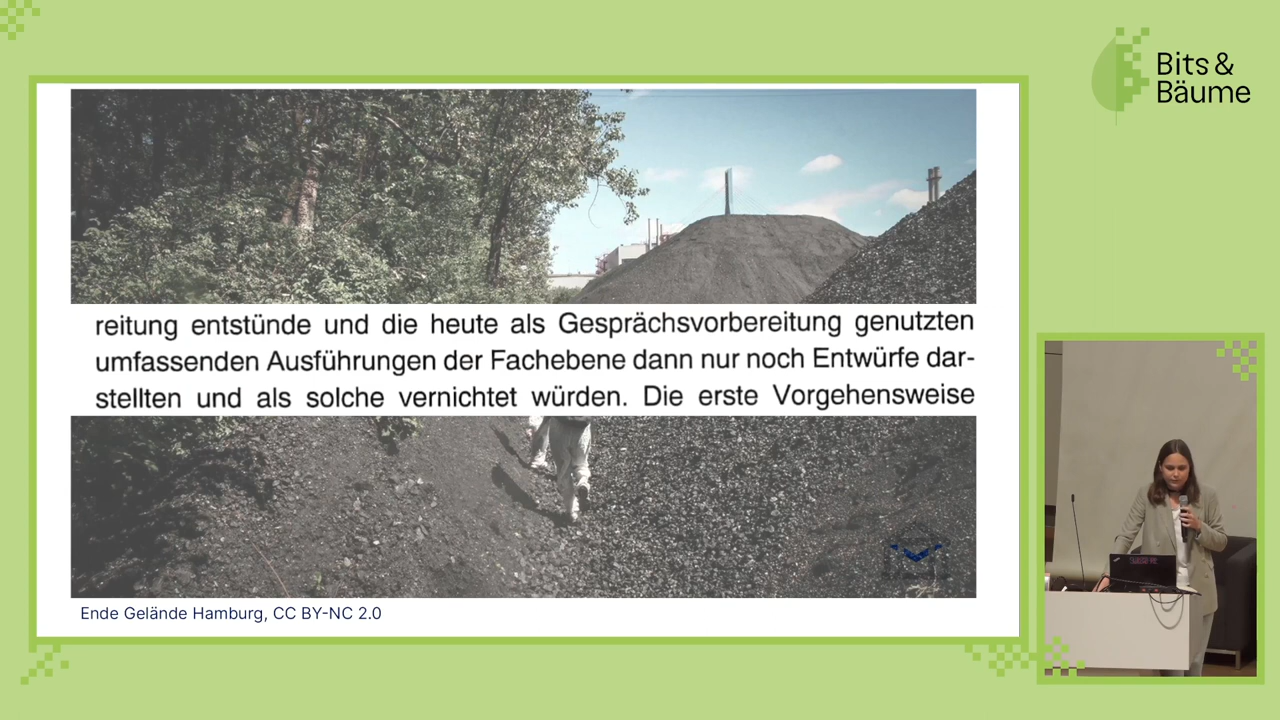 Bits &
Bäume
reitung entstünde und die heute als Gesprächsvorbereitung genutzten
umfassenden Ausführungen der Fachebene dann nur noch Entwürfe dar-
stellten und als solche vernichtet würden. Die erste Vorgehensweise
Ende Gelände Hamburg, CC BY-NC 2.0